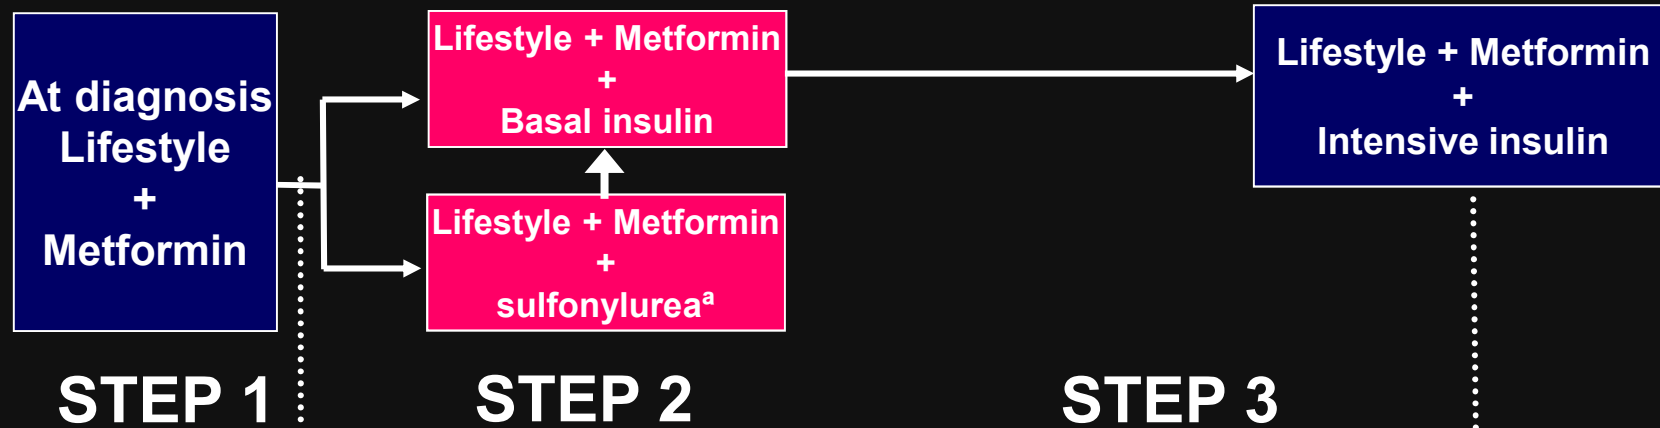 At diagnosis
Lifestyle
+
Metformin
Lifestyle + Metformin
+
Basal insulin
Lifestyle + Metformin
+
sulfonylureaᵃ
Lifestyle + Metformin
+
Intensive insulin
STEP 1
STEP 2
STEP 3